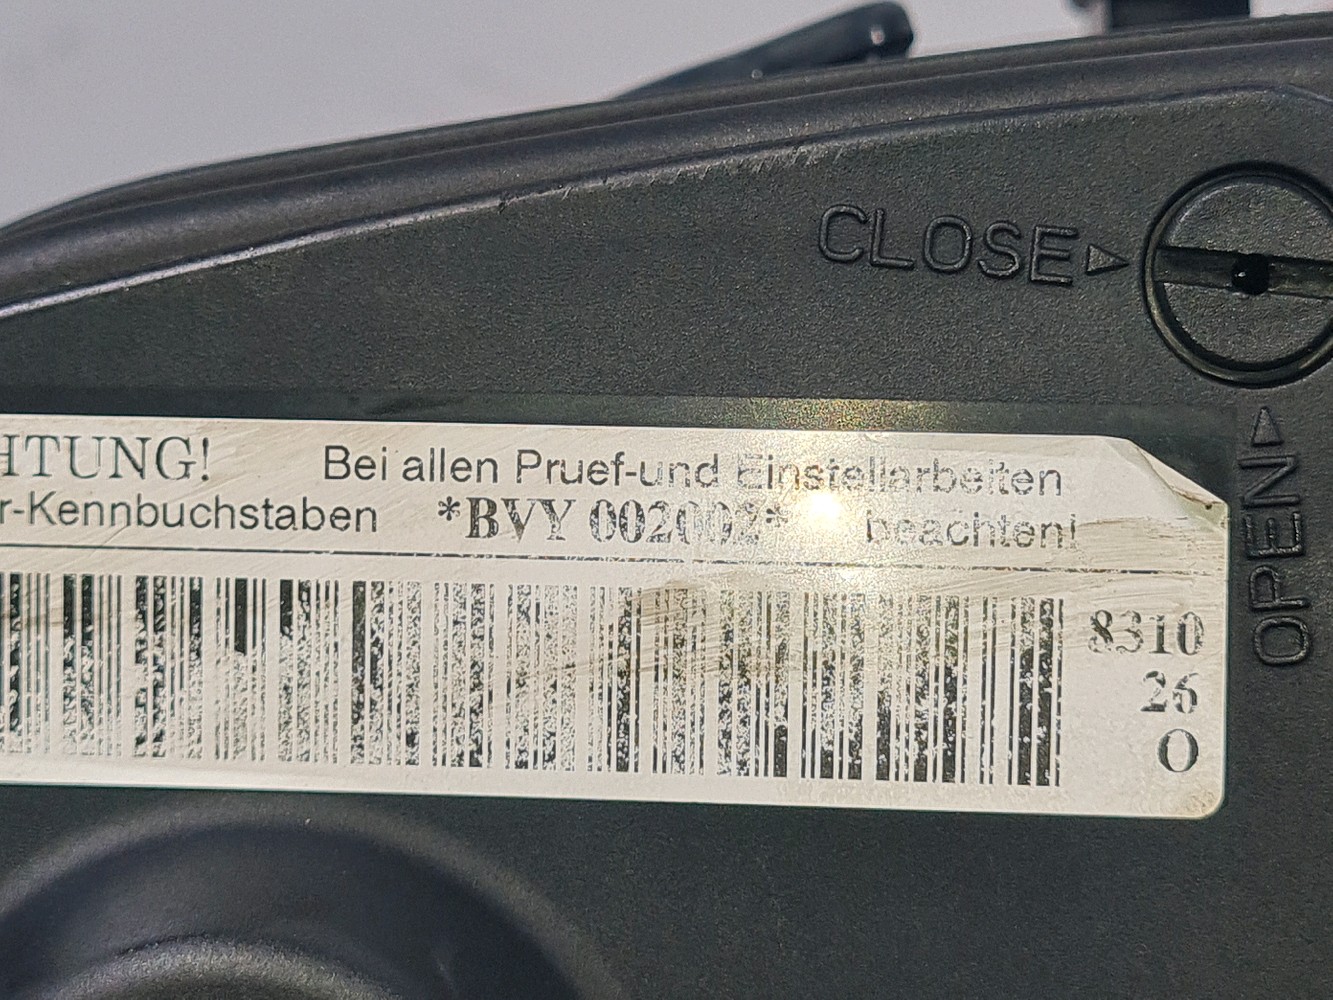 CLOSE
OPEN
HTUNG! Bei allen Pruef-und Einstellarbeiten
r-Kennbuchstaben *BVY 002002* beachten!
8310
26
O